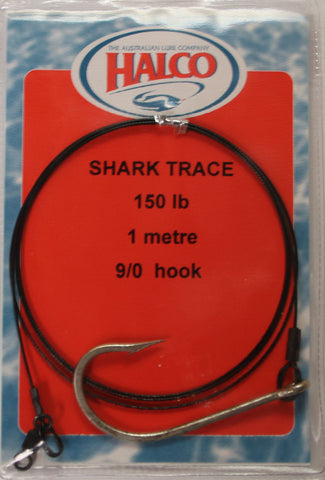 THE AUSTRALIAN LURE COMPANY
HALCO
SHARK TRACE
150 lb
1 metre
9/0 hook